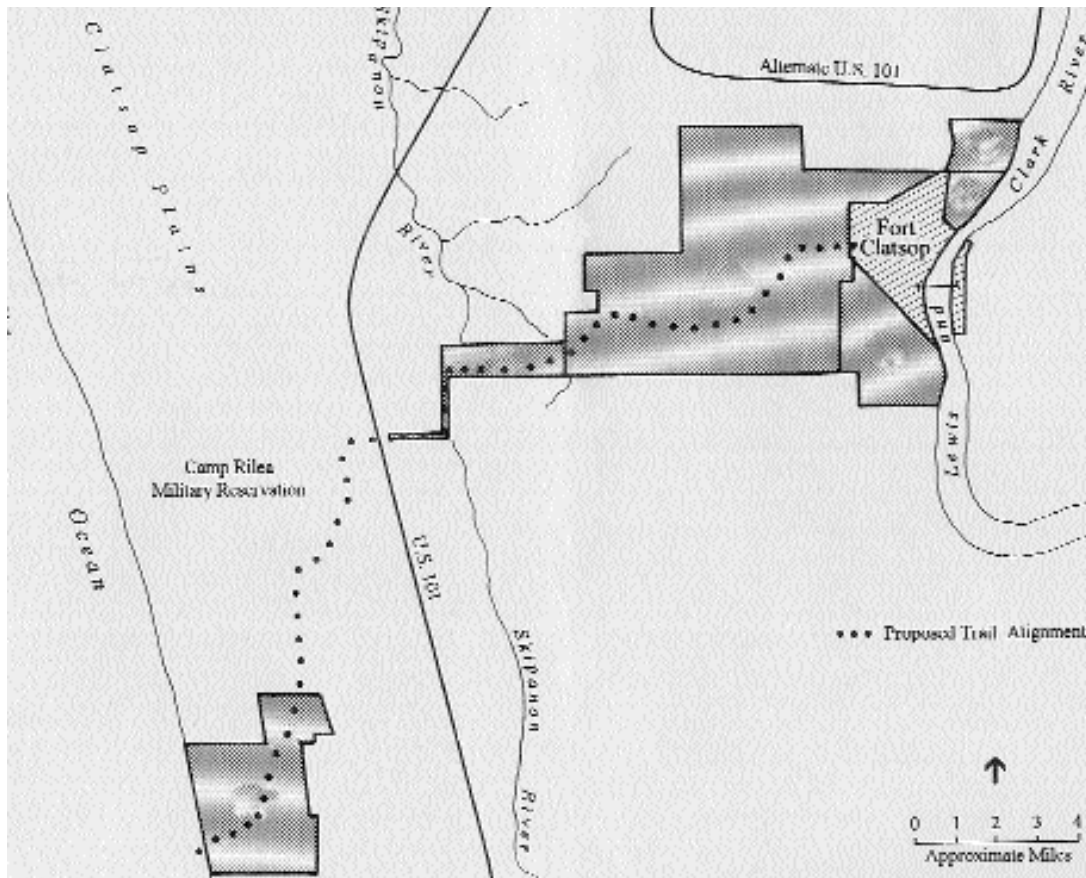 Skipanon
Clatsop Plains
Alternate U.S. 101
River
Clark
Fort
Clatsop
River
and
Lewis
Camp Rilea
Military Reservation
Ocean
U.S. 101
Proposed Trail Alignment
Skipanon
River
0 1 2 3 4
Approximate Miles